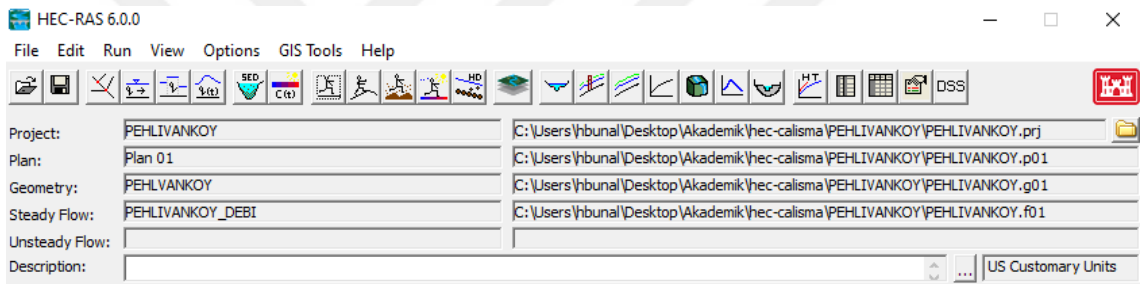 HEC-RAS 6.0.0
File Edit Run View Options GIS Tools Help
SED C(t) HD HT DSS
Project: PEHLIVANKOY C:\Users\hbunal\Desktop\Akademik\hec-calisma\PEHLIVANKOY\PEHLIVANKOY.prj
Plan: Plan 01 C:\Users\hbunal\Desktop\Akademik\hec-calisma\PEHLIVANKOY\PEHLIVANKOY.p01
Geometry: PEHLVANKOY C:\Users\hbunal\Desktop\Akademik\hec-calisma\PEHLIVANKOY\PEHLIVANKOY.g01
Steady Flow: PEHLIVANKOY_DEBI C:\Users\hbunal\Desktop\Akademik\hec-calisma\PEHLIVANKOY\PEHLIVANKOY.f01
Unsteady Flow:
Description: ... US Customary Units